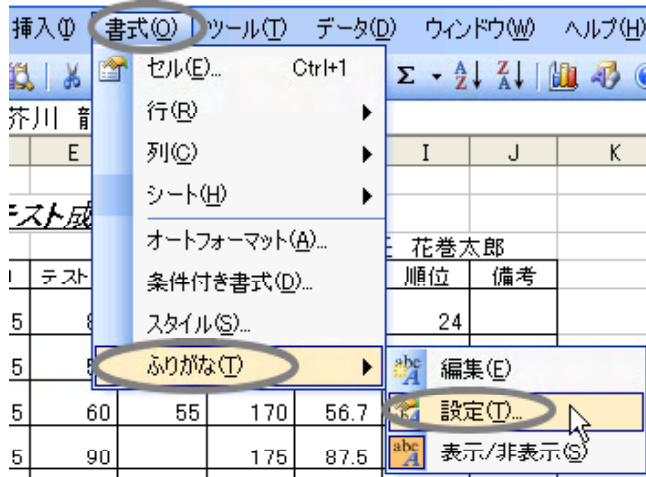 挿入(I) 書式(O) ツール(T) データ(D) ウィンドウ(W) ヘルプ(H)
セル(E)... Ctrl+1
芥川
行(R)
E 列(C) I J K
シート(H)
テスト成
オートフォーマット(A)... 花巻太郎
テスト 条件付き書式(D)... 順位 備考
5 スタイル(S)... 24
5 ふりがな(T) 編集(E)
5 60 55 170 56.7 設定(T)...
5 90 175 87.5 表示/非表示(S)